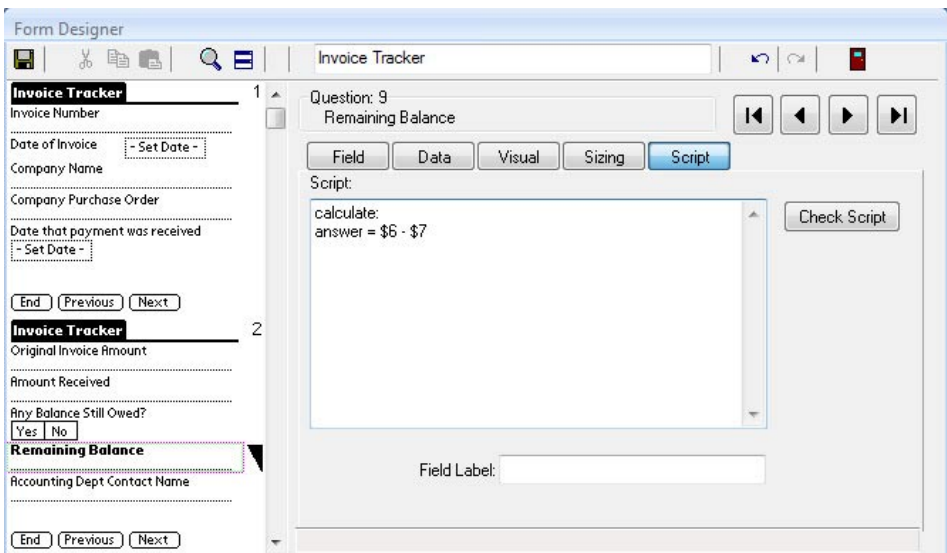 Form Designer
Invoice Tracker
Invoice Tracker 1
Invoice Number
Date of Invoice - Set Date -
Company Name
Company Purchase Order
Date that payment was received
- Set Date -
End Previous Next
Invoice Tracker 2
Original Invoice Amount
Amount Received
Any Balance Still Owed?
Yes No
Remaining Balance
Accounting Dept Contact Name
End Previous Next
Question: 9
Remaining Balance
Field Data Visual Sizing Script
Script:
calculate:
answer = $6 - $7
Check Script
Field Label: